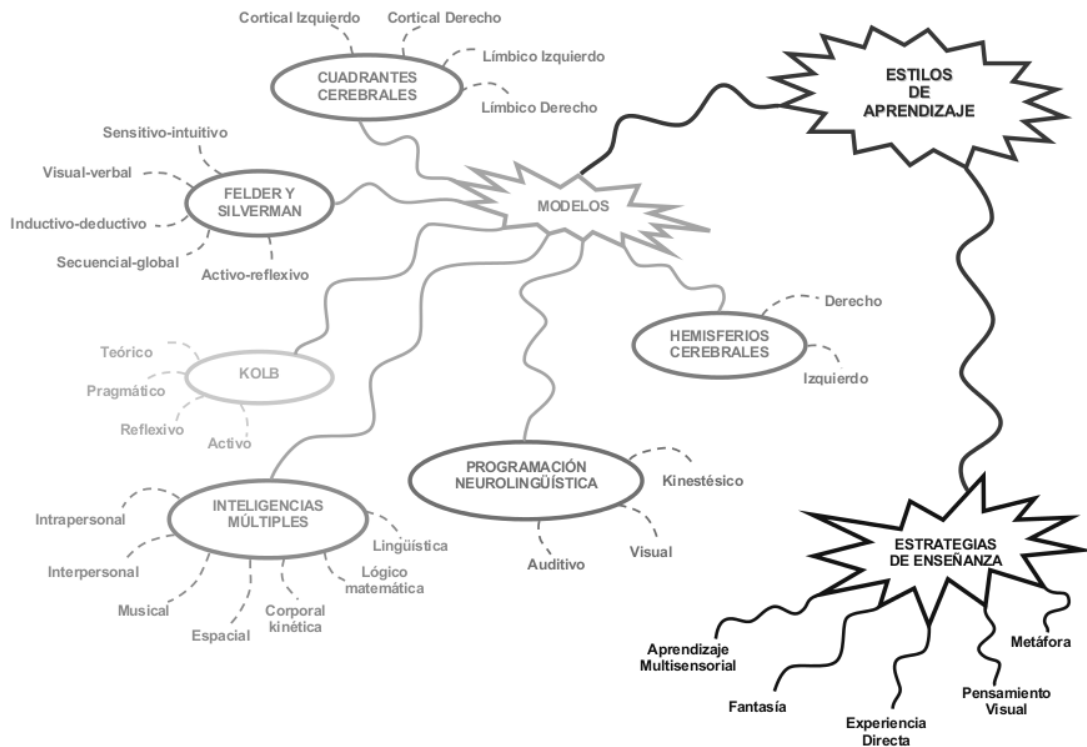 Cortical Izquierdo
Cortical Derecho
Límbico Izquierdo
Límbico Derecho
CUADRANTES
CEREBRALES
ESTILOS
DE
APRENDIZAJE
Sensitivo-intuitivo
Visual-verbal
Inductivo-deductivo
Secuencial-global
Activo-reflexivo
FELDER Y
SILVERMAN
MODELOS
Derecho
Izquierdo
HEMISFERIOS
CEREBRALES
Teórico
Pragmático
Reflexivo
Activo
KOLB
PROGRAMACIÓN
NEUROLINGÜÍSTICA
Kinestésico
Visual
Auditivo
INTELIGENCIAS
MÚLTIPLES
Intrapersonal
Interpersonal
Musical
Espacial
Corporal
kinética
Lógico
matemática
Lingüística
ESTRATEGIAS
DE ENSEÑANZA
Aprendizaje
Multisensorial
Fantasía
Experiencia
Directa
Pensamiento
Visual
Metáfora